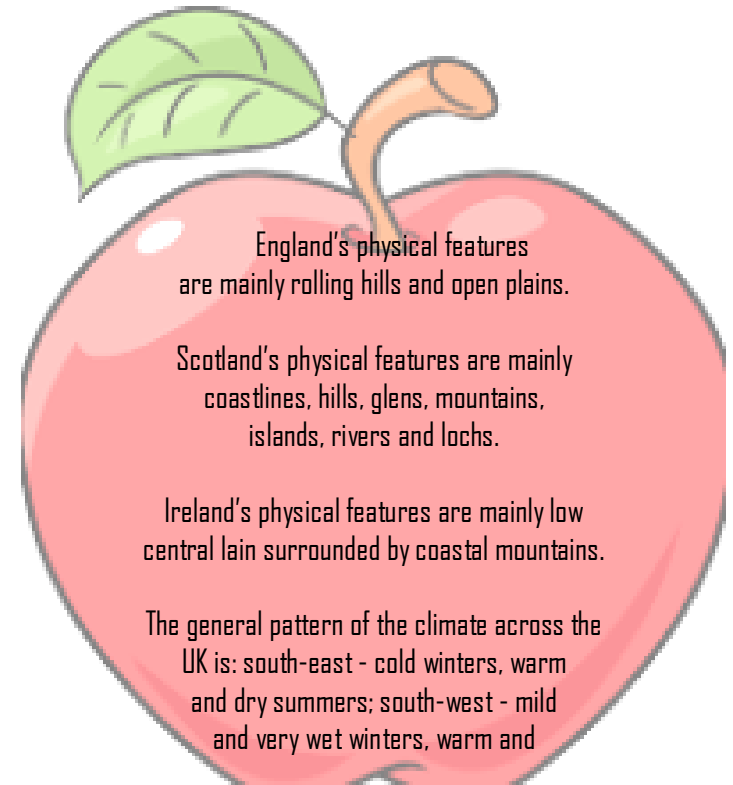 England's physical features
are mainly rolling hills and open plains.
Scotland's physical features are mainly
coastlines, hills, glens, mountains,
islands, rivers and lochs.
Ireland's physical features are mainly low
central lain surrounded by coastal mountains.
The general pattern of the climate across the
UK is: south-east - cold winters, warm
and dry summers; south-west - mild
and very wet winters, warm and